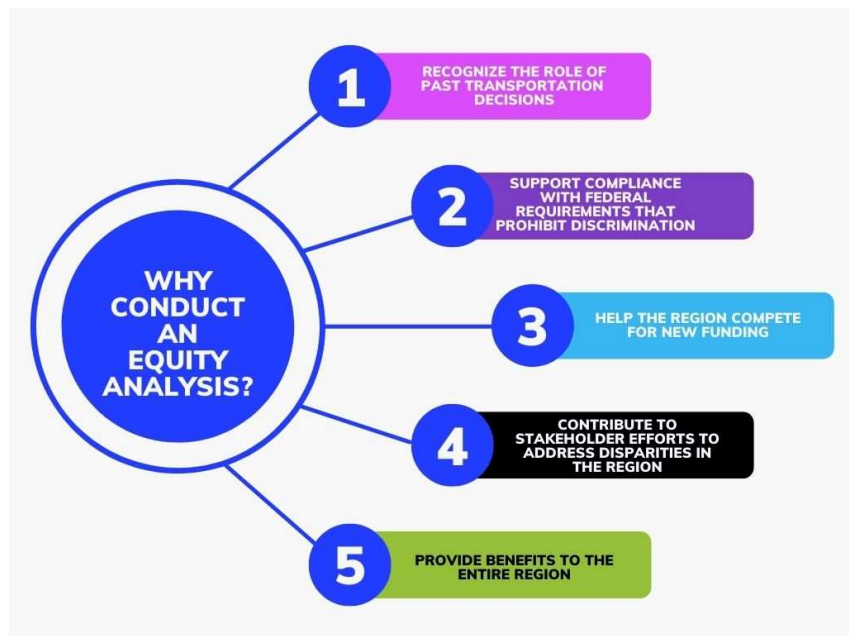 WHY
CONDUCT
AN
EQUITY
ANALYSIS?
1
RECOGNIZE THE ROLE OF
PAST TRANSPORTATION
DECISIONS
2
SUPPORT COMPLIANCE
WITH FEDERAL
REQUIREMENTS THAT
PROHIBIT DISCRIMINATION
3
HELP THE REGION COMPETE
FOR NEW FUNDING
4
CONTRIBUTE TO
STAKEHOLDER EFFORTS TO
ADDRESS DISPARITIES IN
THE REGION
5
PROVIDE BENEFITS TO THE
ENTIRE REGION